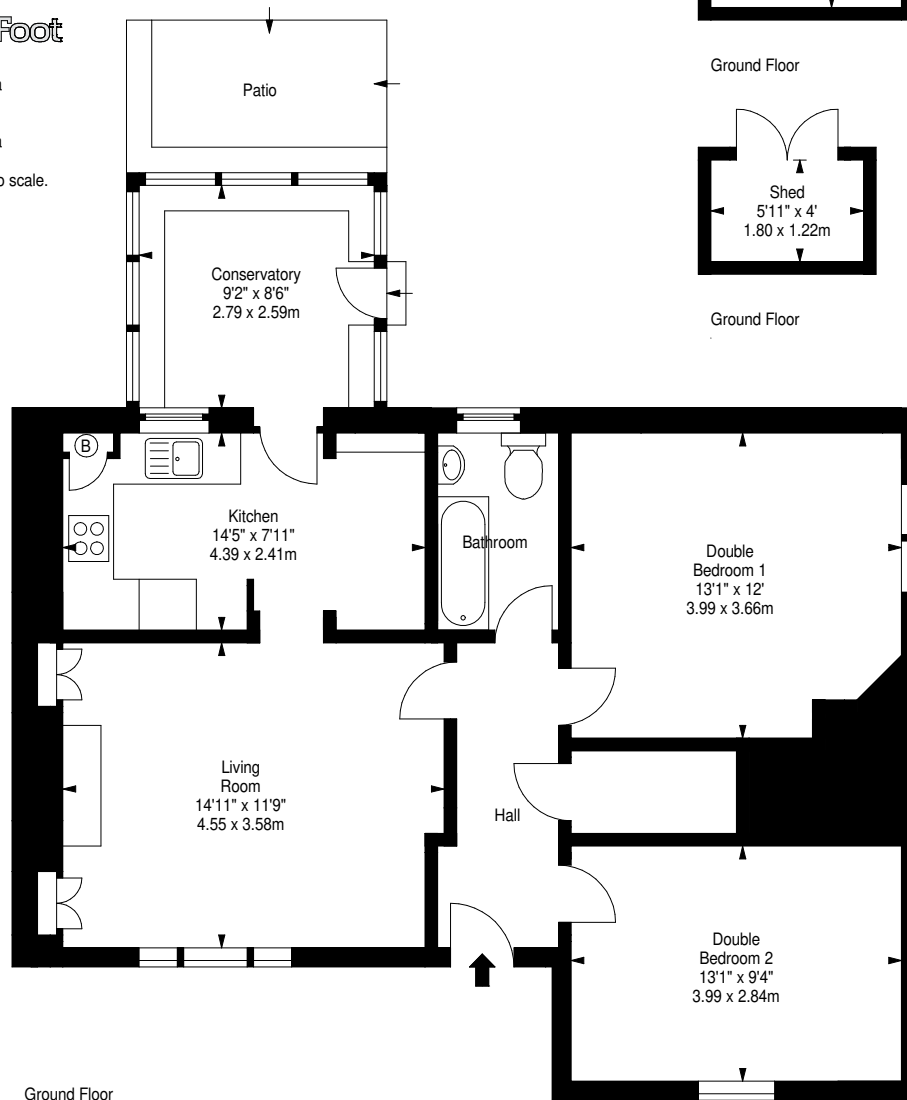 Foot
Ground Floor
o scale.
Patio
Shed
5'11" x 4'
1.80 x 1.22m
Ground Floor
Conservatory
9'2" x 8'6"
2.79 x 2.59m
B
Kitchen
14'5" x 7'11"
4.39 x 2.41m
Bathroom
Double
Bedroom 1
13'1" x 12'
3.99 x 3.66m
Living
Room
14'11" x 11'9"
4.55 x 3.58m
Hall
Double
Bedroom 2
13'1" x 9'4"
3.99 x 2.84m
Ground Floor